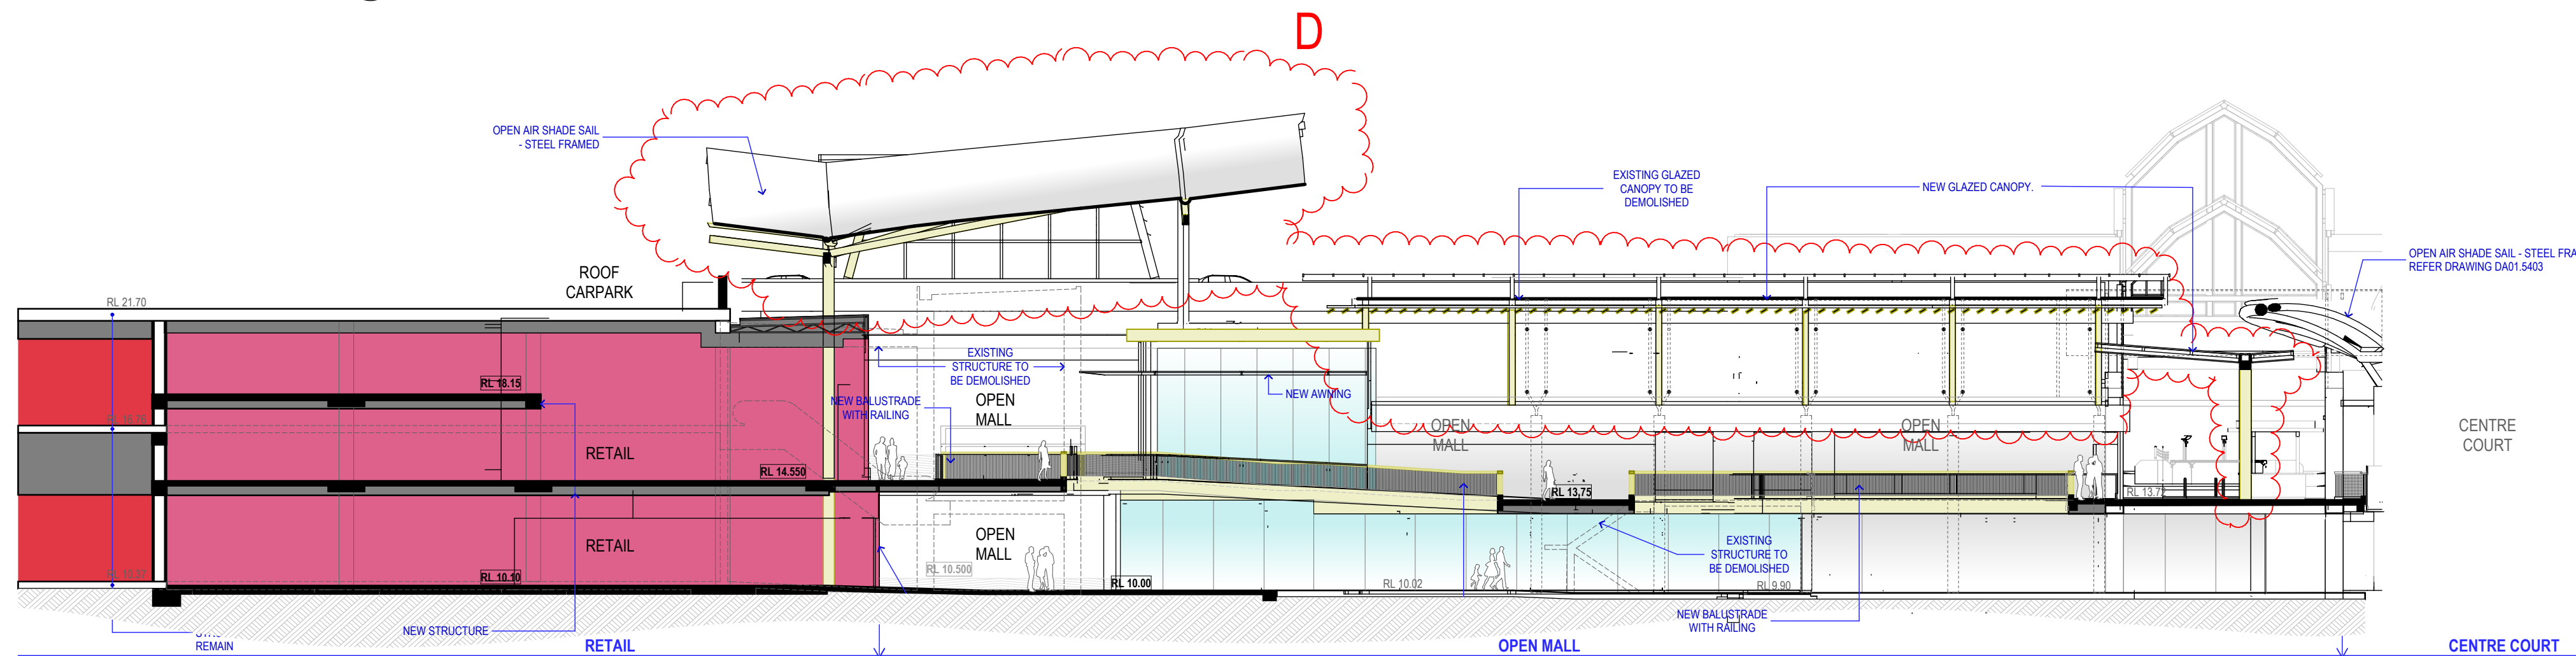 D
OPEN AIR SHADE SAIL
- STEEL FRAMED
EXISTING GLAZED
CANOPY TO BE
DEMOLISHED
NEW GLAZED CANOPY.
OPEN AIR SHADE SAIL - STEEL FRA
REFER DRAWING DA01.5403
ROOF
CARPARK
RL 21.70
EXISTING
STRUCTURE TO
BE DEMOLISHED
RL 18.15
NEW AWNING
NEW BALUSTRADE
WITH RAILING
OPEN
MALL
OPEN
MALL
OPEN
MALL
CENTRE
COURT
RETAIL
RL 14.550
RL 13.75
RL 13.72
OPEN
MALL
RETAIL
EXISTING
STRUCTURE TO
BE DEMOLISHED
RL 10.37
RL 10.10
RL 10.500
RL 10.00
RL 10.02
RL 9.90
NEW BALUSTRADE
WITH RAILING
NEW STRUCTURE
REMAIN
RETAIL
OPEN MALL
CENTRE COURT